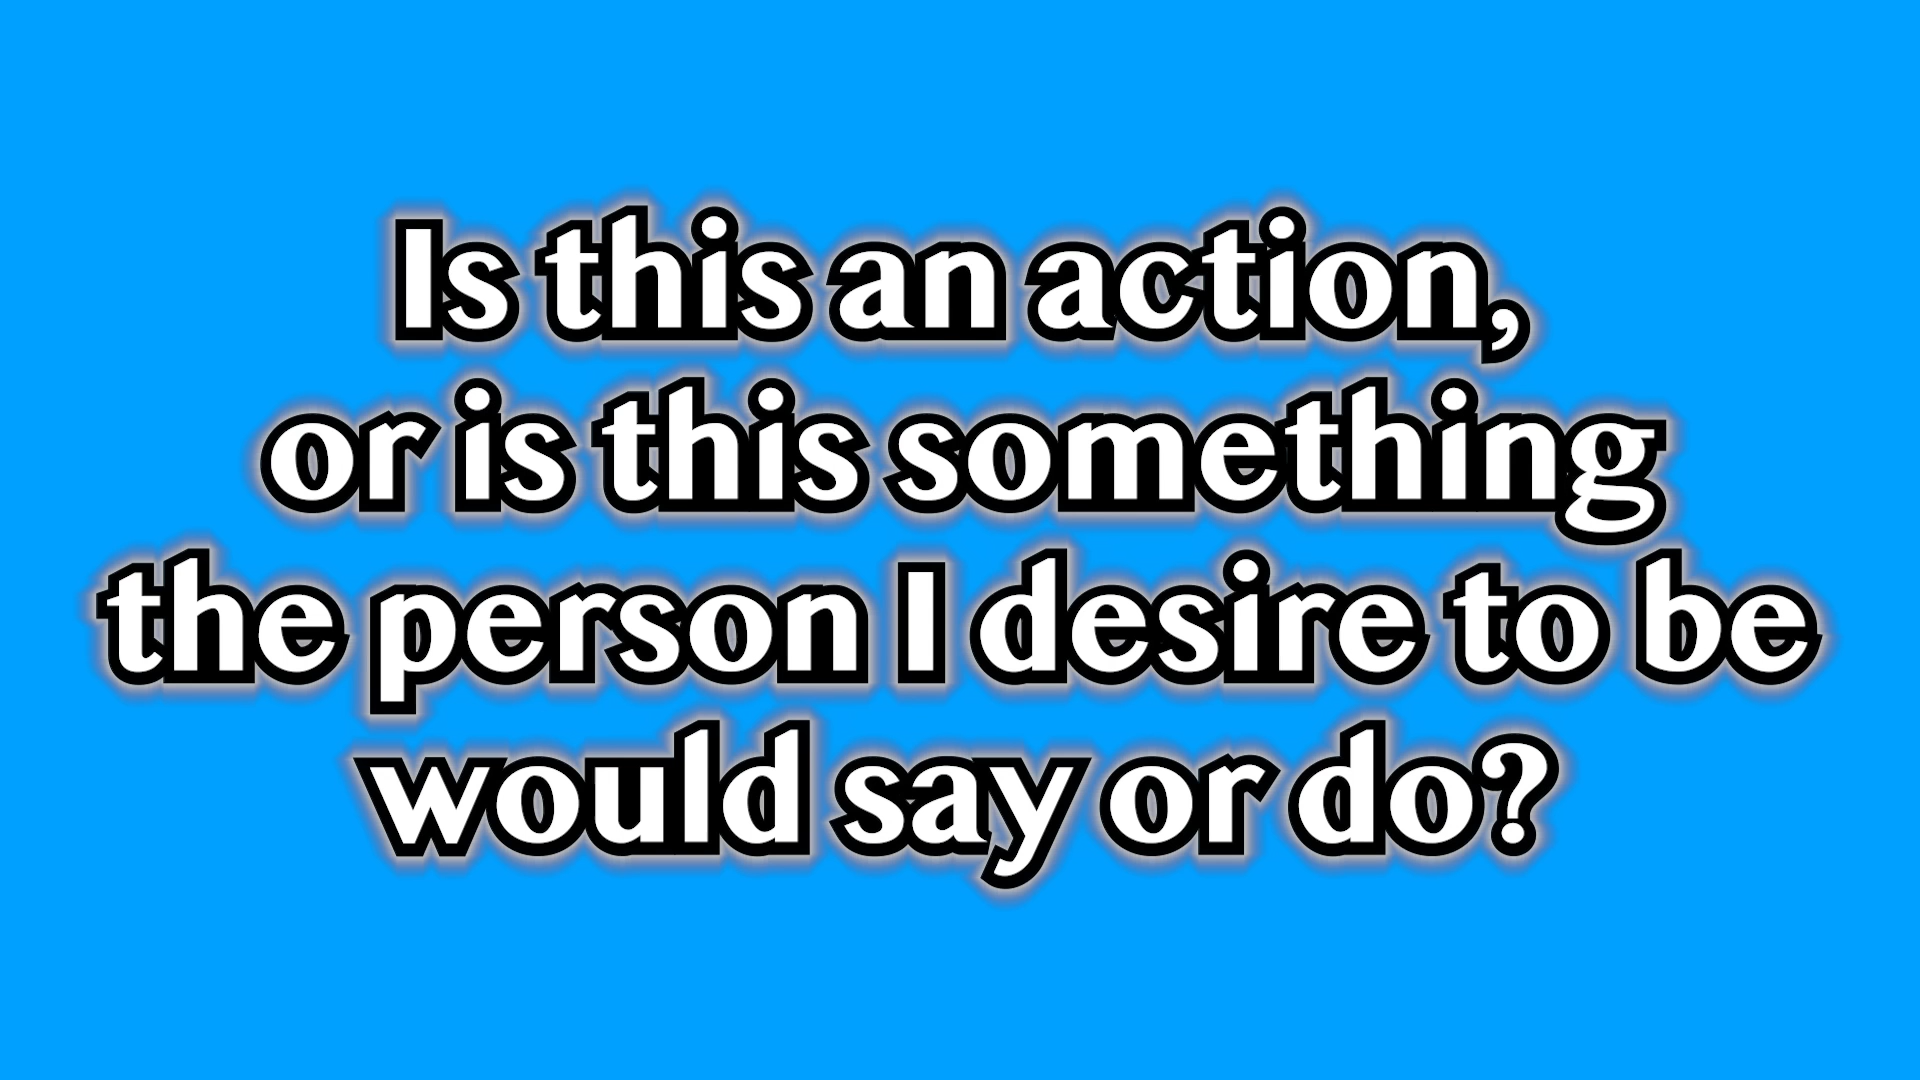 Is this an action,
or is this something
the person I desire to be
would say or do?